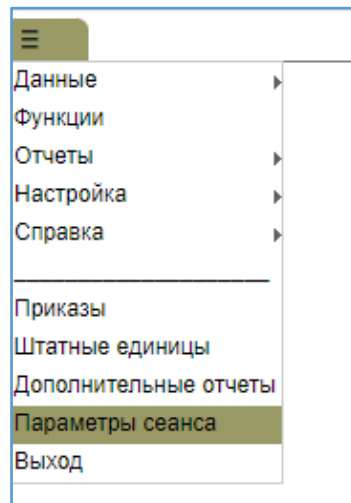 Данные
Функции
Отчеты
Настройка
Справка
Приказы
Штатные единицы
Дополнительные отчеты
Параметры сеанса
Выход